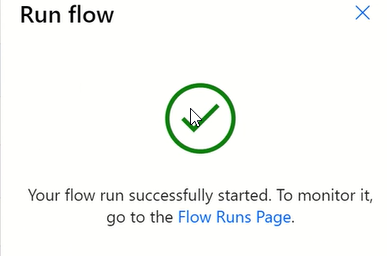 Run flow
Your flow run successfully started. To monitor it,
go to the Flow Runs Page.